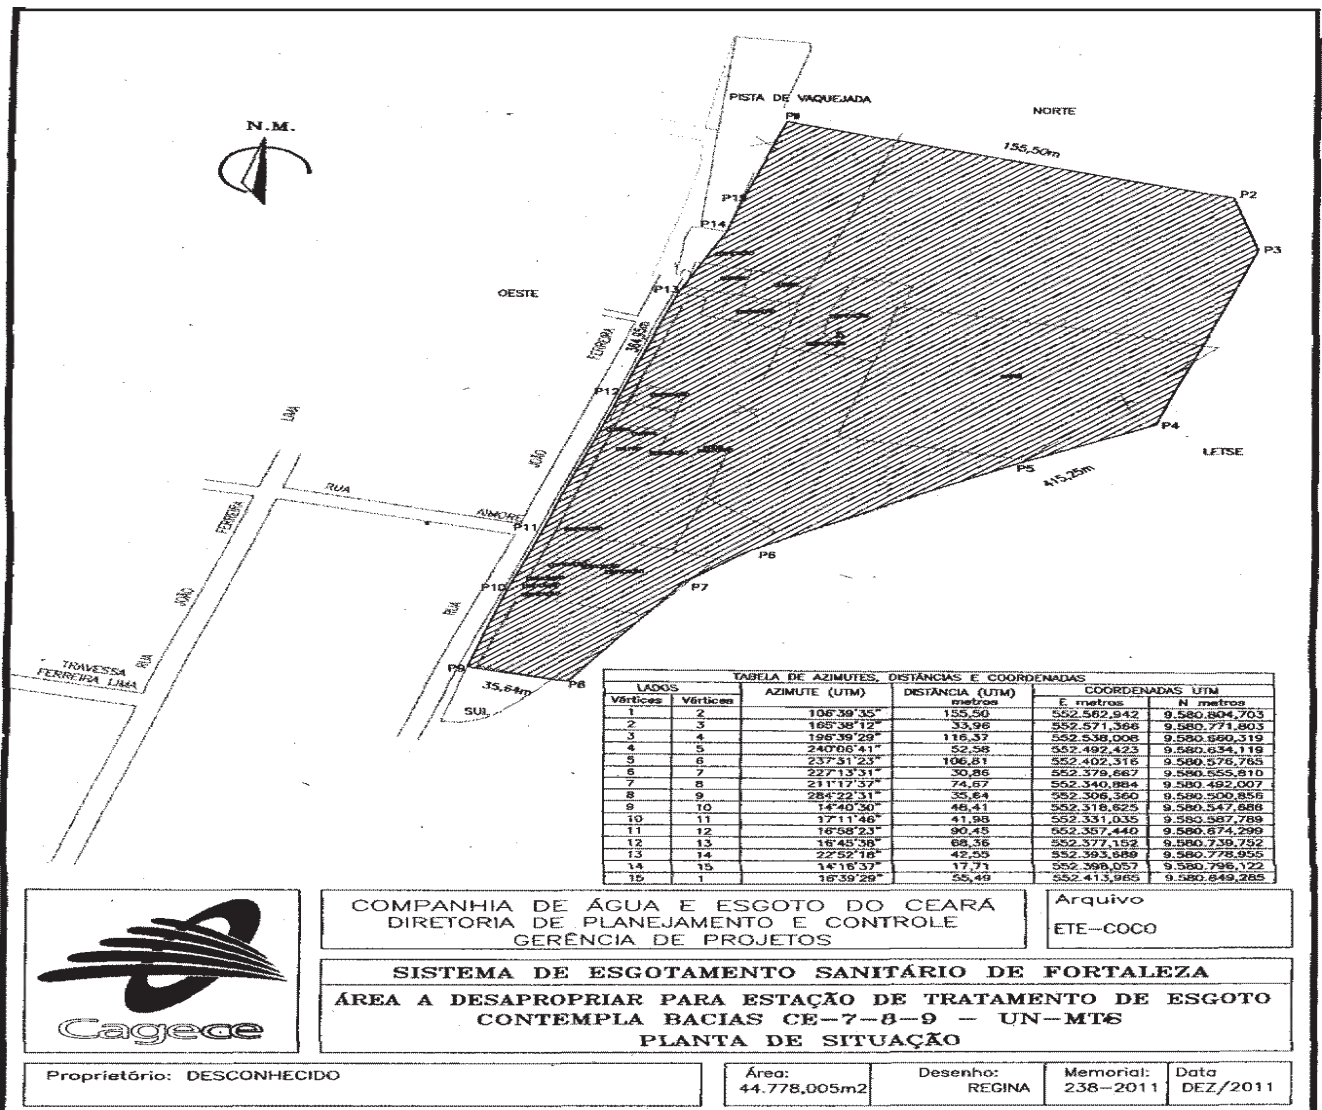 PISTA DE VAQUEJADA
NORTE
N.M.
155,50m
P2
P15
P14
P3
OESTE
P13
FERREIRA
384,95m
P12
LIMA
P4
LETSE
JOÃO
P5
415,25m
RUA
AIMORE
FERREIRA
P11
P6
P10
P7
JOÃO
RUA
RUA
TRAVESSA
FERREIRA LIMA
P9
35,64m
P8
SUL
TABELA DE AZIMUTES, DISTÂNCIAS E COORDENADAS
LADOS AZIMUTE (UTM) DISTÂNCIA (UTM) COORDENADAS UTM
Vértices Vértices metros E metros N metros
1 2 106°39'35" 155,50 552.562,942 9.580.804,703
2 3 165°38'12" 33,96 552.571,366 9.580.771,803
3 4 196°39'29" 116,37 552.538,008 9.580.660,319
4 5 240°06'41" 52,58 552.492,423 9.580.634,119
5 6 237°31'23" 106,81 552.402,316 9.580.576,765
6 7 227°13'31" 30,86 552.379,667 9.580.555,810
7 8 211°17'37" 74,67 552.340,884 9.580.492,007
8 9 284°22'31" 35,64 552.306,360 9.580.500,856
9 10 14°40'30" 48,41 552.318,625 9.580.547,686
10 11 17°11'46" 41,98 552.331,035 9.580.587,789
11 12 16°58'23" 90,45 552.357,440 9.580.674,299
12 13 16°45'38" 68,36 552.377,152 9.580.739,752
13 14 22°52'18" 42,55 552.393,689 9.580.778,955
14 15 14°16'37" 17,71 552.398,057 9.580.796,122
15 1 16°39'29" 55,49 552.413,965 9.580.849,285
COMPANHIA DE ÁGUA E ESGOTO DO CEARÁ
DIRETORIA DE PLANEJAMENTO E CONTROLE
GERÊNCIA DE PROJETOS
Arquivo
ETE-COCO
Cagece
SISTEMA DE ESGOTAMENTO SANITÁRIO DE FORTALEZA
ÁREA A DESAPROPRIAR PARA ESTAÇÃO DE TRATAMENTO DE ESGOTO
CONTEMPLA BACIAS CE-7-8-9 - UN-MTS
PLANTA DE SITUAÇÃO
Proprietário: DESCONHECIDO
Área:
44.778,005m2
Desenho:
REGINA
Memorial:
238-2011
Data
DEZ/2011